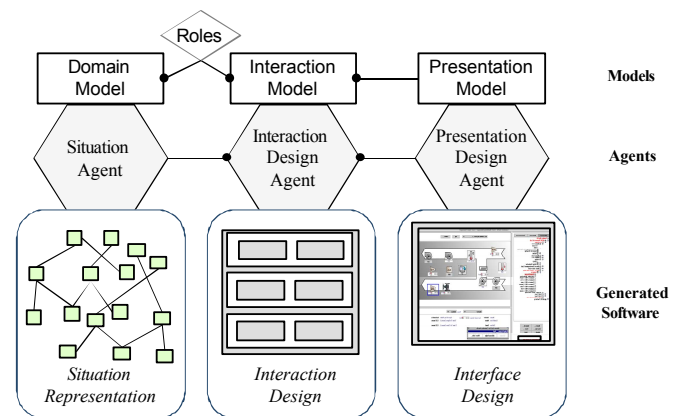 Roles
Domain
Model
Interaction
Model
Presentation
Model
Models
Situation
Agent
Interaction
Design
Agent
Presentation
Design
Agent
Agents
Generated
Software
Situation
Representation
Interaction
Design
Interface
Design